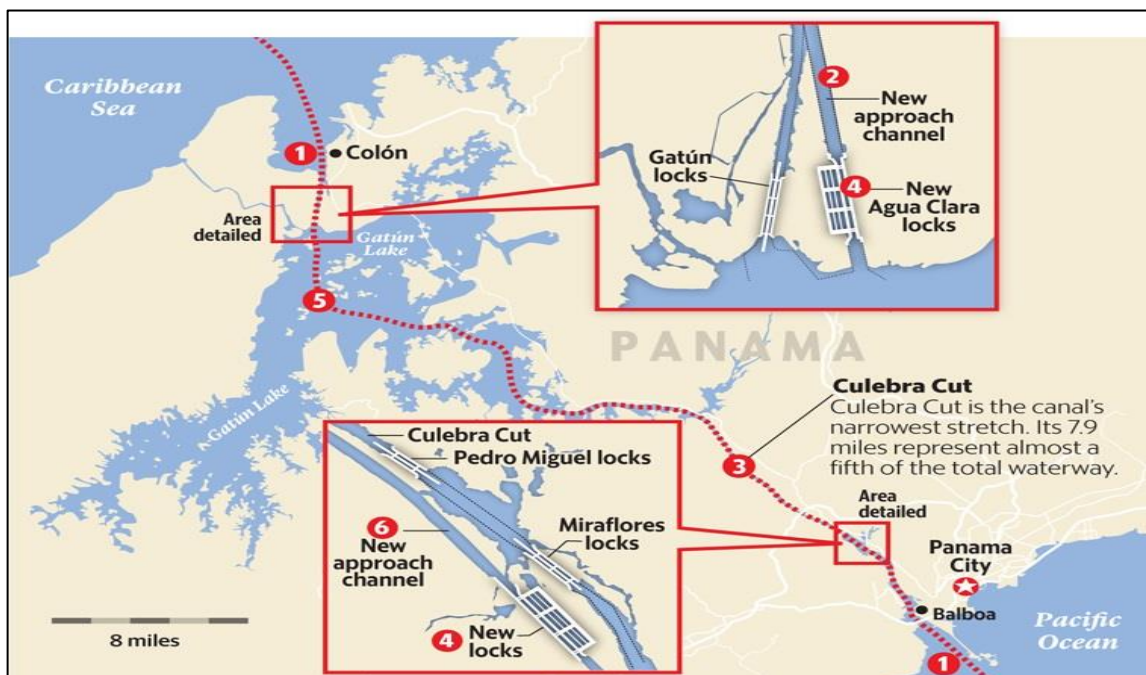 Caribbean
Sea
1
Colón
Area
detailed
Gatún
Lake
5
Gatún Lake
2
New
approach
channel
Gatún
locks
4
New
Agua Clara
locks
PANAMA
Culebra Cut
Culebra Cut is the canal's
narrowest stretch. Its 7.9
miles represent almost a
fifth of the total waterway.
3
Area
detailed
Panama
City
Balboa
Pacific
Ocean
1
Culebra Cut
Pedro Miguel locks
Miraflores
locks
6
New
approach
channel
4
New
locks
8 miles